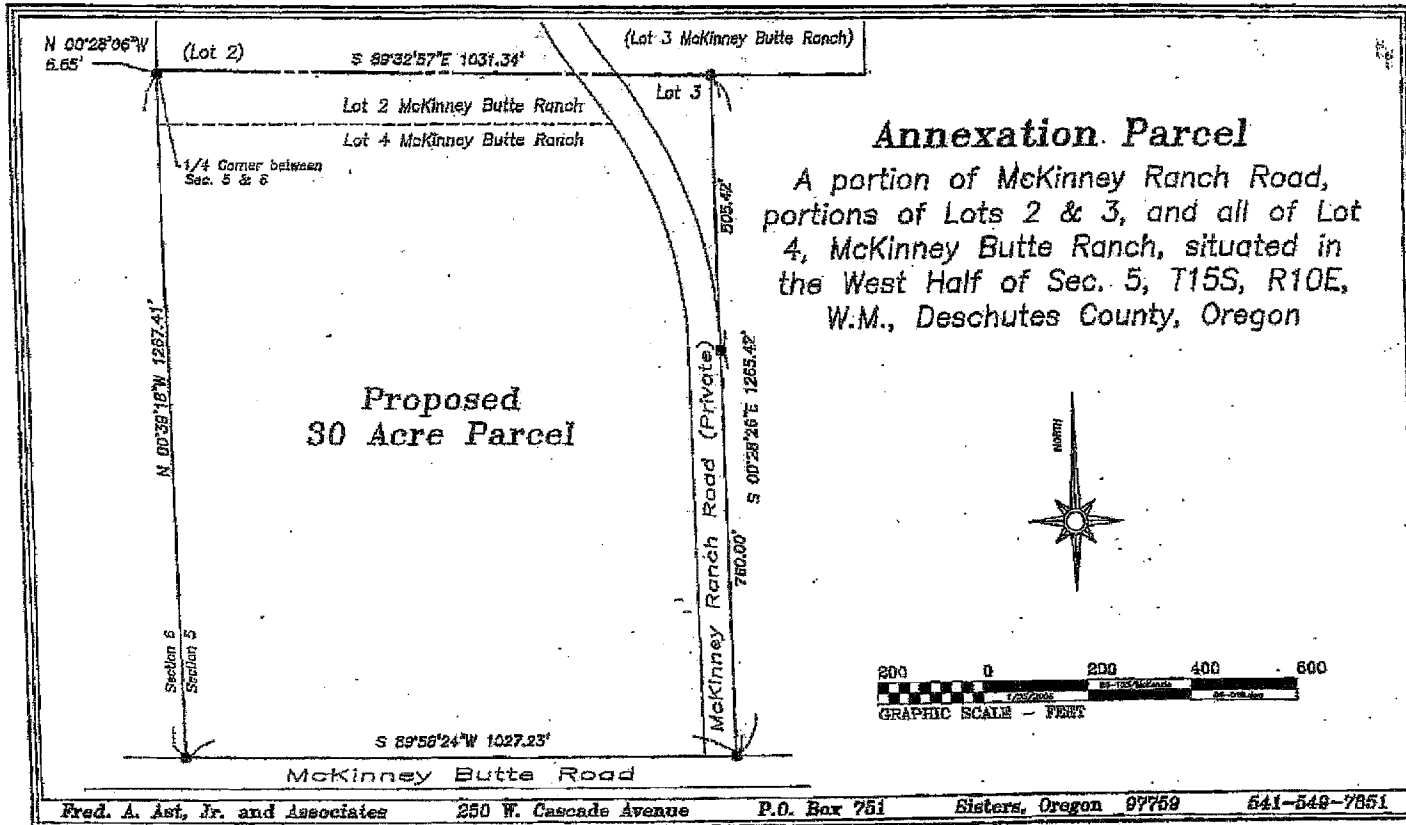 N 00°28'06"W
6.65'
(Lot 2)
S 89°32'57"E 1031.34'
(Lot 3 McKinney Butte Ranch)
Lot 3
Lot 2 McKinney Butte Ranch
Lot 4 McKinney Butte Ranch
1/4 Corner between
Sec. 5 & 6
Annexation Parcel
A portion of McKinney Ranch Road,
portions of Lots 2 & 3, and all of Lot
4, McKinney Butte Ranch, situated in
the West Half of Sec. 5, T15S, R10E,
W.M., Deschutes County, Oregon
505.42'
N 00°39'18"W 1267.41'
Proposed
30 Acre Parcel
McKinney Ranch Road (Private)
S 00°28'26"E 1265.42'
760.00'
NORTH
Section 6
Section 5
200 0 200 400 600
GRAPHIC SCALE - FEET
S 89°58'24"W 1027.23'
McKinney Butte Road
Fred. A. Ast, Jr. and Associates 250 W. Cascade Avenue P.O. Box 751 Sisters, Oregon 97759 541-549-7851